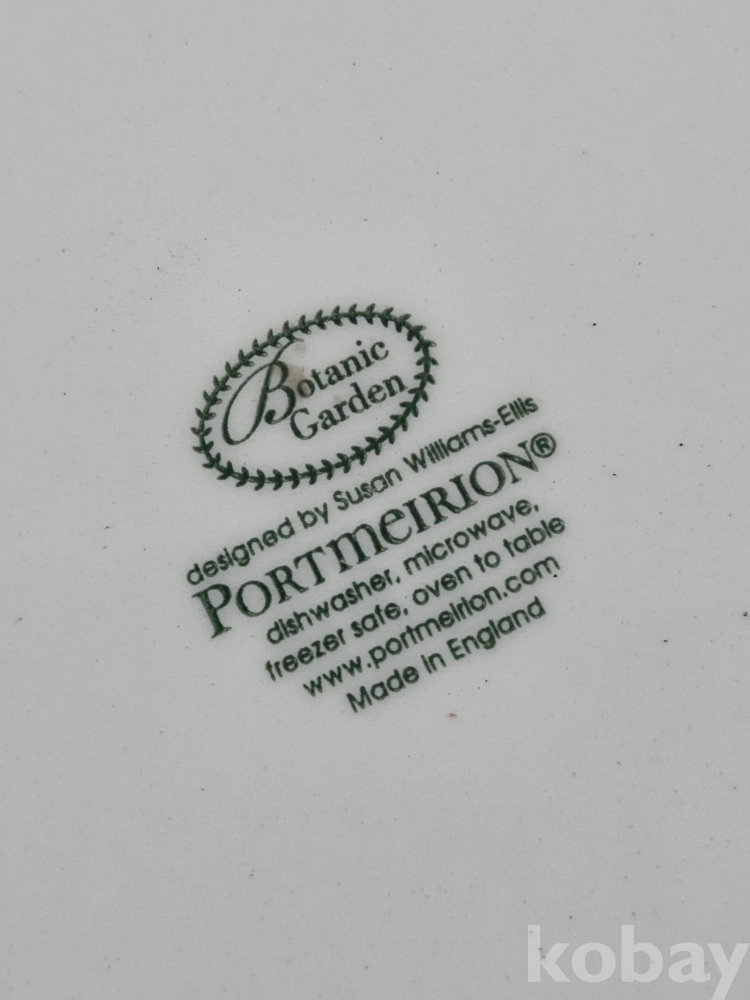 Botanic
Garden
designed by Susan Williams-Ellis
PORTMEIRION®
dishwasher, microwave,
freezer safe, oven to table
www.portmeirion.com
Made in England
kobay